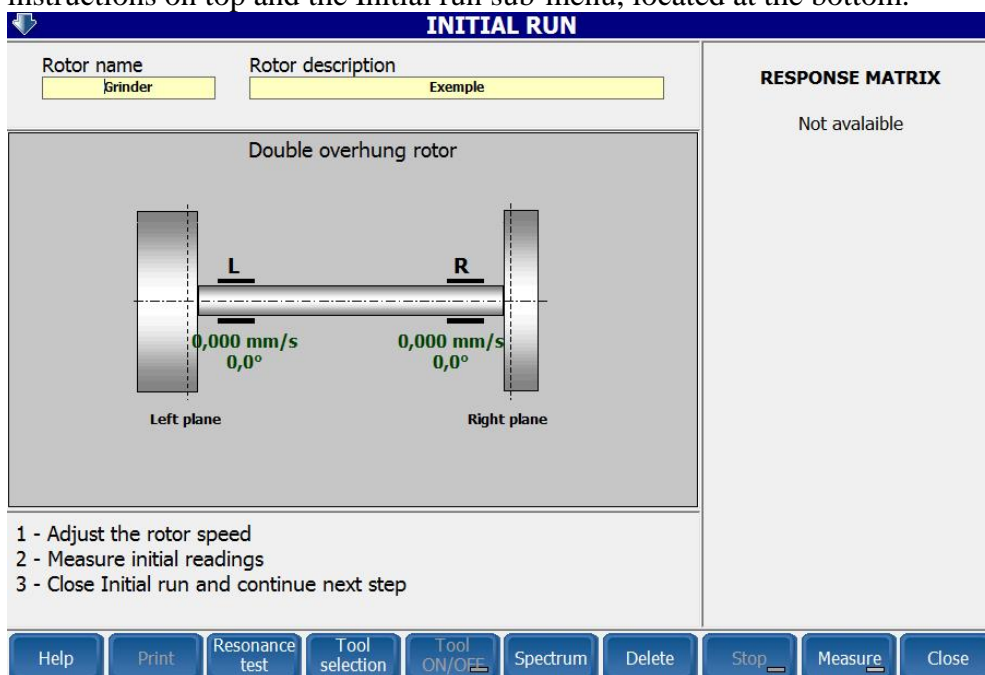 instructions on top and the Initial run sub-menu, located at the bottom.
INITIAL RUN
Rotor name
Rotor description
Grinder
Exemple
RESPONSE MATRIX
Not avalaible
Double overhung rotor
L
R
0,000 mm/s
0,0°
0,000 mm/s
0,0°
Left plane
Right plane
1 - Adjust the rotor speed
2 - Measure initial readings
3 - Close Initial run and continue next step
Help
Print
Resonance
test
Tool
selection
Tool
ON/OFF
Spectrum
Delete
Stop
Measure
Close